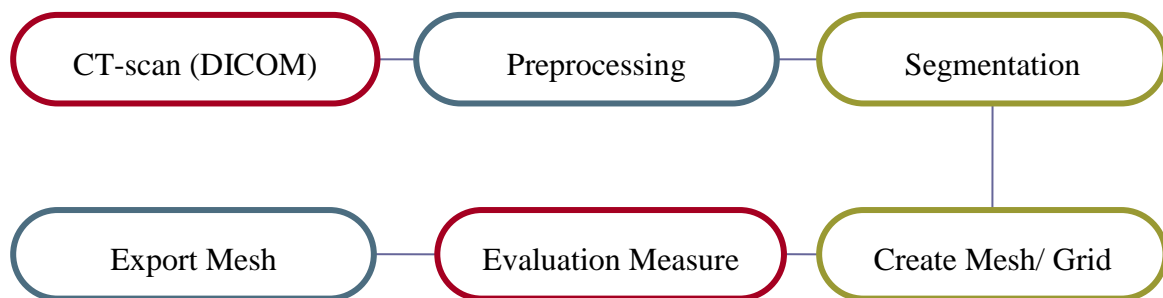 CT-scan (DICOM)
Preprocessing
Segmentation
Export Mesh
Evaluation Measure
Create Mesh/ Grid